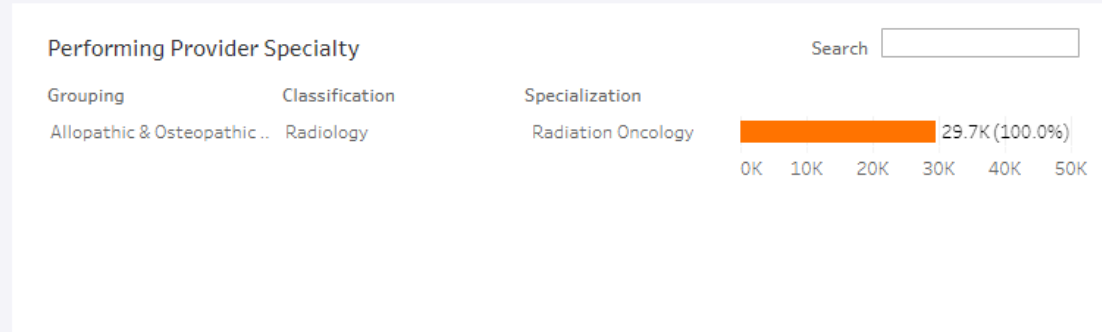 Performing Provider Specialty
Search
Grouping Classification Specialization
Allopathic & Osteopathic .. Radiology Radiation Oncology 29.7K (100.0%)
0K 10K 20K 30K 40K 50K